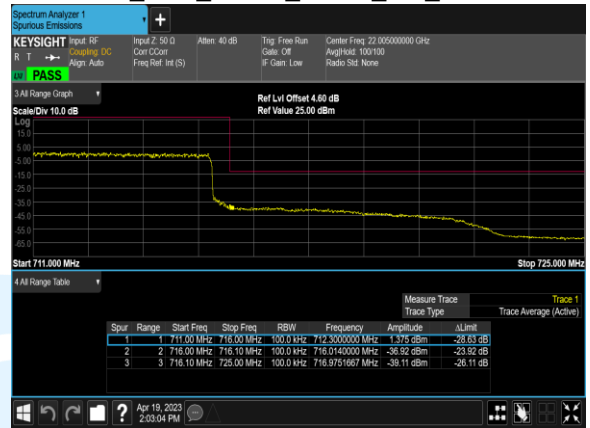 Spectrum Analyzer 1
Spurious Emissions
KEYSIGHT Input: RF Input Z: 50 Ω Atten: 40 dB Trig: Free Run Center Freq: 22.005000000 GHz
R T Coupling: DC Corr CCorr Gate: Off Avg|Hold: 100/100
Align: Auto Freq Ref: Int (S) IF Gain: Low Radio Std: None
PASS
3 All Range Graph
Ref Lvl Offset 4.60 dB
Scale/Div 10.0 dB Ref Value 25.00 dBm
Log
15.0
5.00
-5.00
-15.0
-25.0
-35.0
-45.0
-55.0
-65.0
Start 711.000 MHz Stop 725.000 MHz
4 All Range Table
Measure Trace Trace 1
Trace Type Trace Average (Active)
Spur Range Start Freq Stop Freq RBW Frequency Amplitude ΔLimit
1 1 711.00 MHz 716.00 MHz 100.0 kHz 712.3000000 MHz 1.375 dBm -28.63 dB
2 2 716.00 MHz 716.10 MHz 100.0 kHz 716.0140000 MHz -36.92 dBm -23.92 dB
3 3 716.10 MHz 725.00 MHz 100.0 kHz 716.9751667 MHz -39.11 dBm -26.11 dB
?
Apr 19, 2023
2:03:04 PM